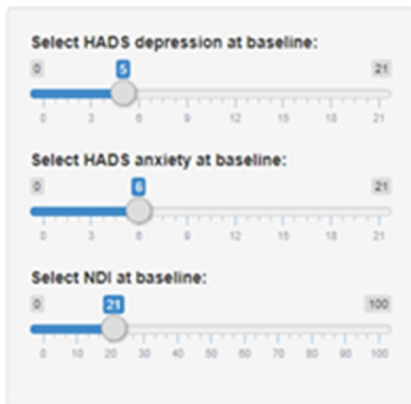 Select HADS depression at baseline:
0 5 21
0 3 6 9 12 15 18 21
Select HADS anxiety at baseline:
0 6 21
0 3 6 9 12 15 18 21
Select NDI at baseline:
0 21 100
0 10 20 30 40 50 60 70 80 90 100